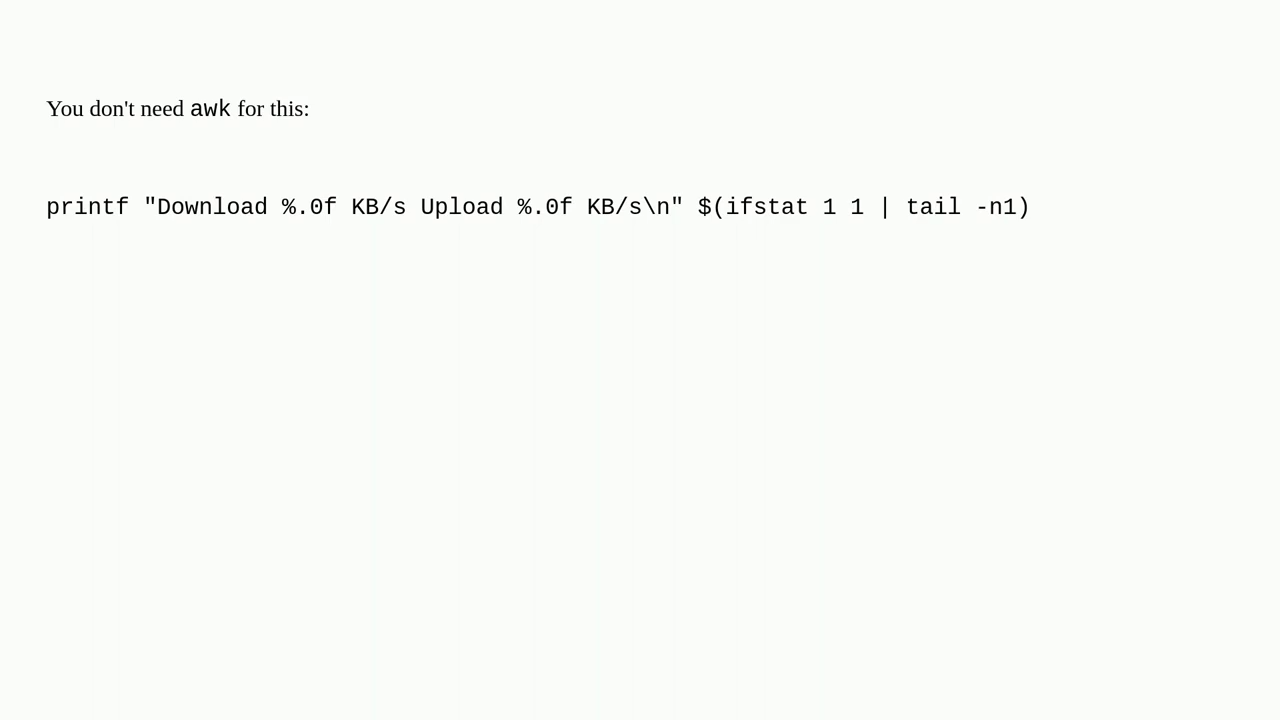 You don't need awk for this:
printf "Download %.0f KB/s Upload %.0f KB/s\n" $(ifstat 1 1 | tail -n1)